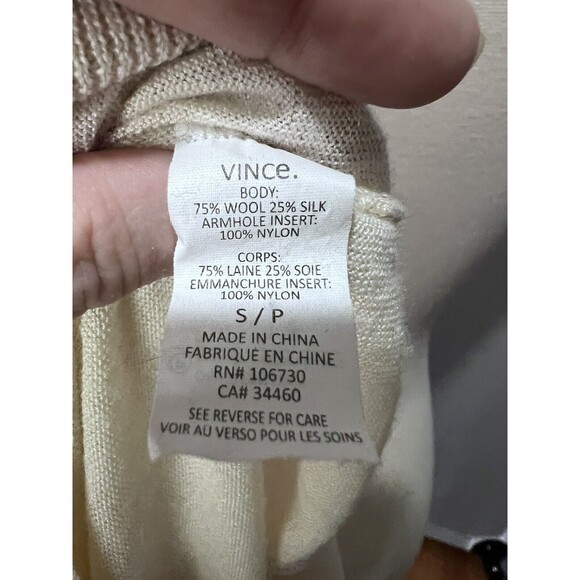 VINCe.
BODY:
75% WOOL 25% SILK
ARMHOLE INSERT:
100% NYLON
CORPS:
75% LAINE 25% SOIE
EMMANCHURE INSERT:
100% NYLON
S / P
MADE IN CHINA
FABRIQUÉ EN CHINE
RN# 106730
CA# 34460
SEE REVERSE FOR CARE
VOIR AU VERSO POUR LES SOINS